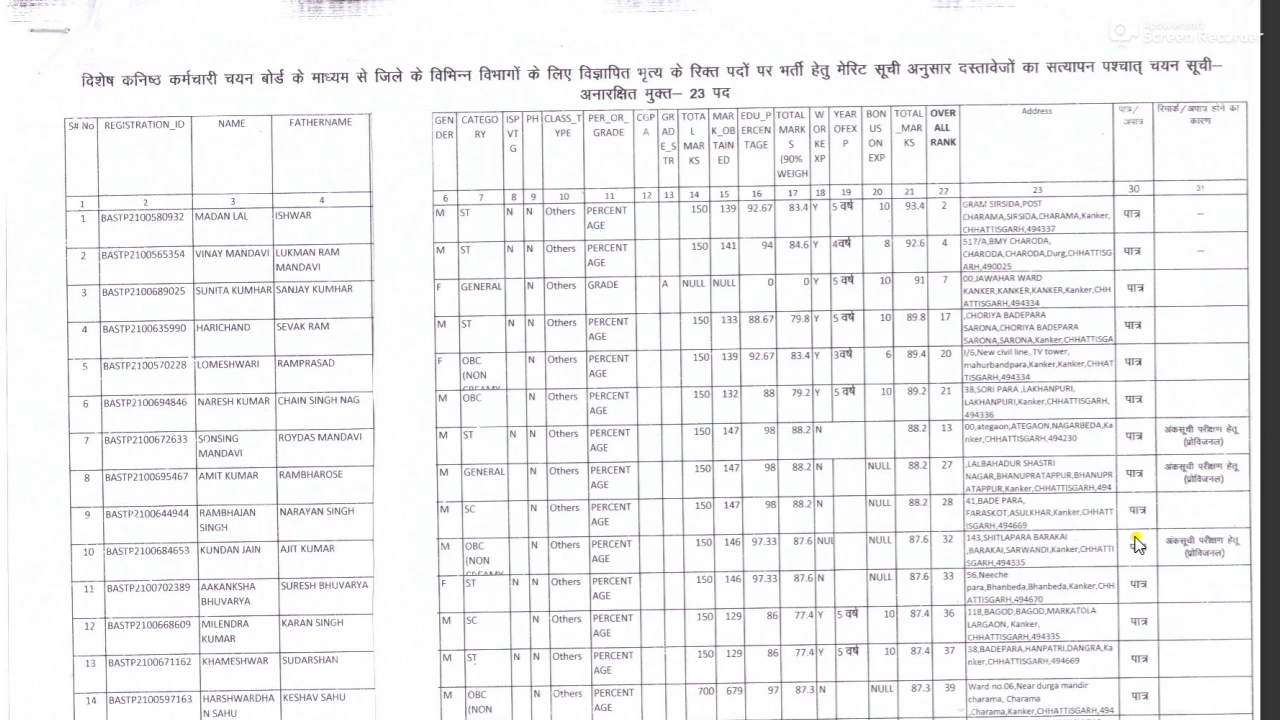 Apowersoft
Screen Recorder
विशेष कनिष्ठ कर्मचारी चयन बोर्ड के माध्यम से जिले के विभिन्न विभागों के लिए विज्ञापित भृत्य के रिक्त पदों पर भर्ती हेतु मेरिट सूची अनुसार दस्तावेजों का सत्यापन पश्चात् चयन सूची–
अनारक्षित मुक्त– 23 पद
S# No REGISTRATION_ID NAME FATHERNAME GENDER CATEGORY ISPVTG PH CLASS_TYPE PER_OR_GRADE CGPA GRADE_STR TOTAL MARKS MARK_OBTAINED EDU_PERCENTAGE TOTAL MARKS (90% WEIGH WORKEXP YEAR OFEXP BONUS ON EXP TOTAL_MARKS OVERALL RANK Address पात्र/अपात्र रिमार्क/अपात्र होने का कारण
1 2 3 4 6 7 8 9 10 11 12 13 14 15 16 17 18 19 20 21 22 23 30 31
1 BASTP2100580932 MADAN LAL ISHWAR M ST N N Others PERCENTAGE 150 139 92.67 83.4 Y 5 वर्ष 10 93.4 2 GRAM SIRSIDA,POST CHARAMA,SIRSIDA,CHARAMA,Kanker,CHHATTISGARH,494337 पात्र –
2 BASTP2100565354 VINAY MANDAVI LUKMAN RAM MANDAVI M ST N N Others PERCENTAGE 150 141 94 84.6 Y 4वर्ष 8 92.6 4 517/A,BMY CHARODA, CHARODA,CHARODA,Durg,CHHATTISGARH,490025 पात्र –
3 BASTP2100689025 SUNITA KUMHAR SAWAT KUMHAR F GENERAL N Others GRADE A NULL NULL 0 0 Y 5 वर्ष 10 91 7 00,JAWAHAR WARD KANKER,KANKER,KANKER,Kanker,CHHATTISGARH,494334 पात्र
4 BASTP2100635990 HARICHAND DAYAK RAM M ST N N Others PERCENTAGE 150 133 88.67 79.8 Y 5 वर्ष 10 89.8 17 ,CHORIYA BADEPARA SARONA,CHORIYA BADEPARA SARONA,SARONA,Kanker,CHHATTISGA पात्र
5 BASTP2100570228 LOMESHWARI RAMPRASAD F OBC (NON CREAMY N Others PERCENTAGE 150 139 92.67 83.4 Y 3वर्ष 6 89.4 20 I/6,New civil line, TV tower, mahurbandpara,Kanker,Kanker,CHHATTISGARH,494334 पात्र
6 BASTP2100694846 NARESH KUMAR JOHAN SINGH NAG M OBC N Others PERCENTAGE 150 132 88 79.2 Y 5 वर्ष 10 89.2 21 38,SORI PARA ,LAKHANPURI, LAKHANPURI,Kanker,CHHATTISGARH,494336 पात्र
7 BASTP2100672633 SONSING MANDAVI ROYDAS MANDAVI M ST N N Others PERCENTAGE 150 147 98 88.2 N 88.2 13 00,ategaon,ATEGAON,NAGARBEDA,Kanker,CHHATTISGARH,494230 पात्र अंकसूची परीक्षण हेतू (प्रोविजनल)
8 BASTP2100695467 AMIT KUMAR RAMBHAROSE M GENERAL N Others PERCENTAGE 150 147 98 88.2 N NULL 88.2 27 ,LALBAHADUR SHASTRI NAGAR,BHANUPRATAPPUR,BHANUPRATAPPUR,Kanker,CHHATTISGARH,494 पात्र अंकसूची परीक्षण हेतू (प्रोविजनल)
9 BASTP2100644944 RAMBHAJAN SINGH NARAYAN SINGH M SC N Others PERCENTAGE 150 147 98 88.2 N NULL 88.2 28 41,BADE PARA, FARASKOT,ASULKHAR,Kanker,CHHATTISGARH,494669 पात्र
10 BASTP2100684653 KUNDAN JAIN AJIT KUMAR M OBC (NON CREAMY N Others PERCENTAGE 150 146 97.33 87.6 NUL NULL 87.6 32 143,SHITLAPARA BARAKAI ,BARAKAI,SARWANDI,Kanker,CHHATTISGARH,494335 अंकसूची परीक्षण हेतू (प्रोविजनल)
11 BASTP2100702389 AAKANKSHA BHUVARYA SURESH BHUVARYA F ST N N Others PERCENTAGE 150 146 97.33 87.6 N NULL 87.6 33 56,Neeche para,Bhanbeda,Bhanbeda,Kanker,CHHATTISGARH,494670 पात्र
12 BASTP2100668609 MILENDRA KUMAR JARAN SINGH M SC N Others PERCENTAGE 150 129 86 77.4 Y 5 वर्ष 10 87.4 36 118,BAGOD,BAGOD,MARKATOLA LARGAON, Kanker, CHHATTISGARH,494335 पात्र
13 BASTP2100671162 KHAMESHWAR SUDARSHAN M ST N N Others PERCENTAGE 150 129 86 77.4 Y 5 वर्ष 10 87.4 37 38,BADEPARA,HANPATRI,DANGRA,Kanker,CHHATTISGARH,494669 पात्र
14 BASTP2100597163 HARSHWARDHAN SAHU KESHAV SAHU M OBC (NON N Others PERCENTAGE 700 679 97 87.3 N NULL 87.3 39 Ward no.06,Near durga mandir charama, Charama ,Charama,Kanker,CHHATTISGARH,494 पात्र